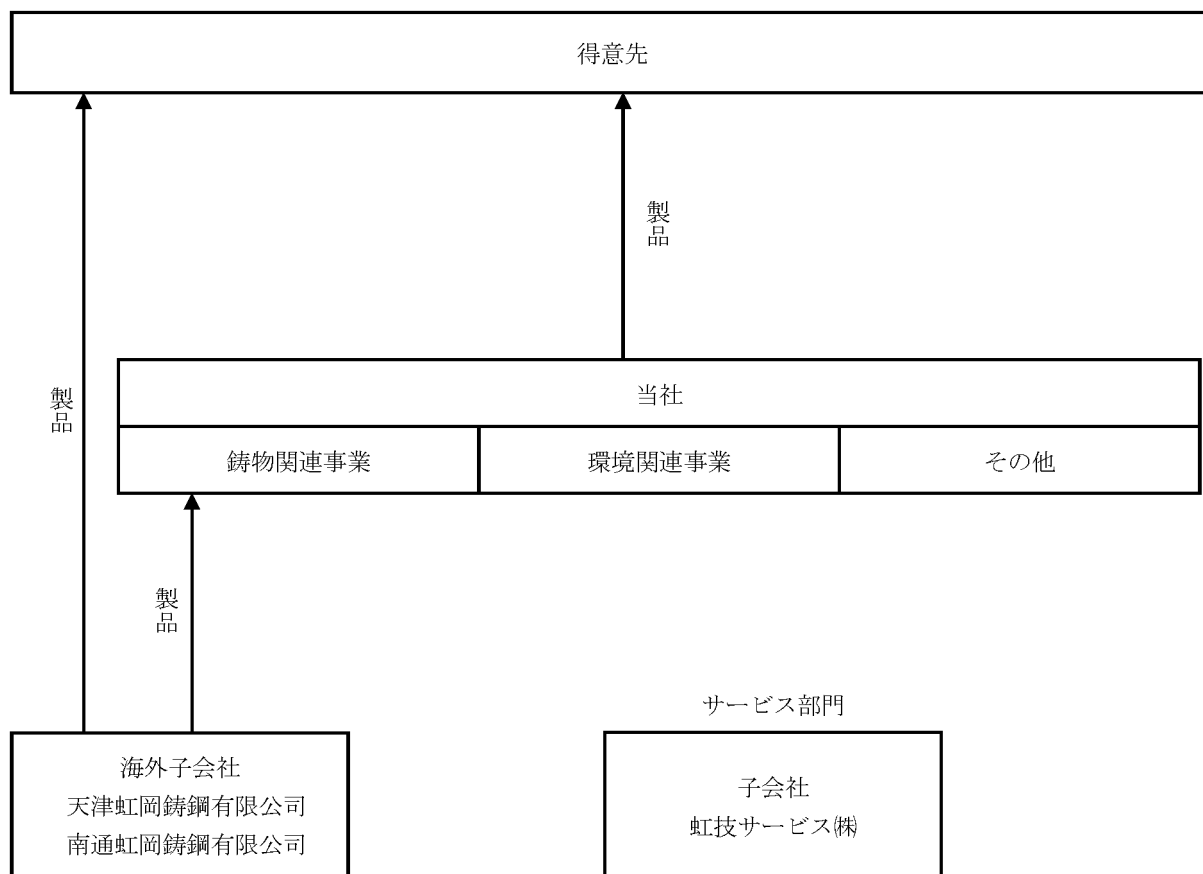 得意先
製品
当社
製品
鋳物関連事業
環境関連事業
その他
製品
サービス部門
海外子会社
天津虹岡鋳鋼有限公司
南通虹岡鋳鋼有限公司
子会社
虹技サービス㈱